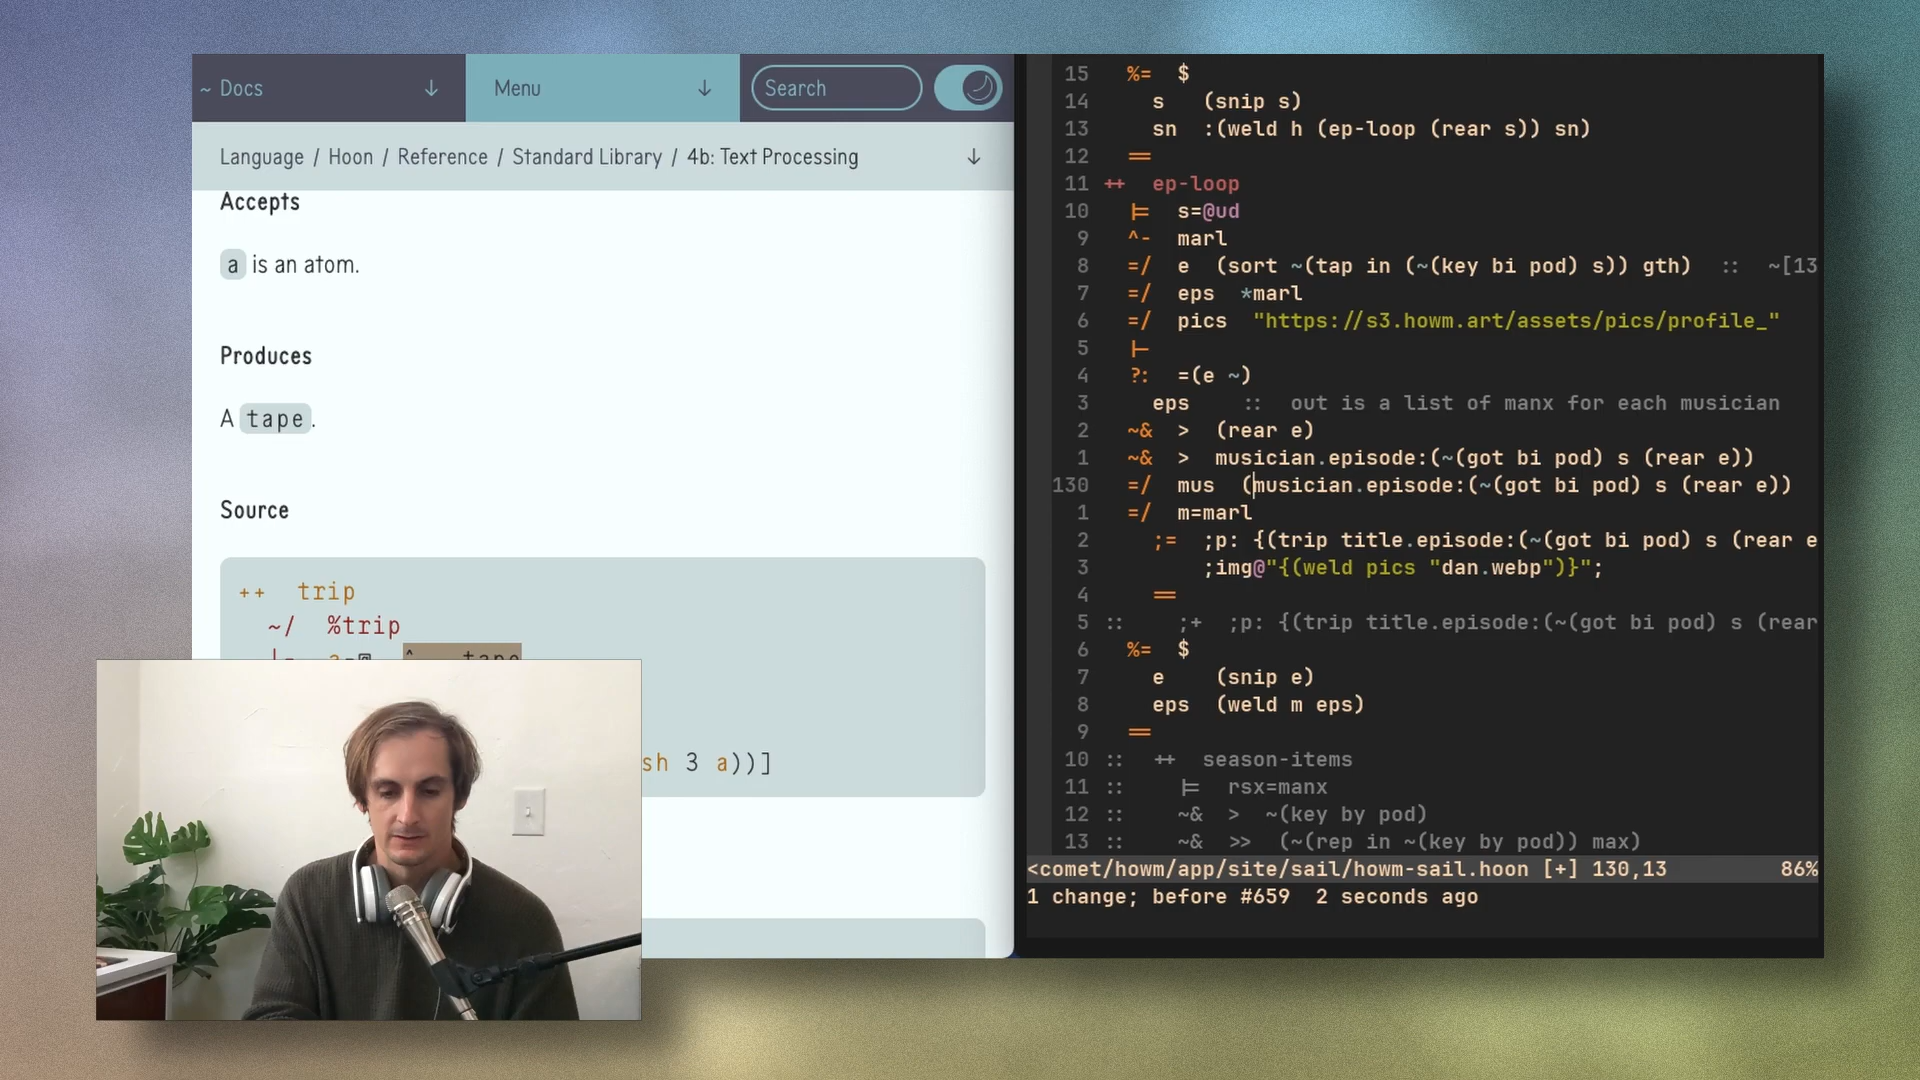 ~ Docs ↓
Menu ↓
Search
Language / Hoon / Reference / Standard Library / 4b: Text Processing ↓
Accepts
a is an atom.
Produces
A tape.
Source
++ trip
~/ %trip
sh 3 a))]
15 %= $
14 s (snip s)
13 sn :(weld h (ep-loop (rear s)) sn)
12 ==
11 ++ ep-loop
10 |= s=@ud
9 ^- marl
8 =/ e (sort ~(tap in (~(key bi pod) s)) gth) :: ~[13
7 =/ eps *marl
6 =/ pics "https://s3.howm.art/assets/pics/profile_"
5 |-
4 ?: =(e ~)
3 eps :: out is a list of manx for each musician
2 ~& > (rear e)
1 ~& > musician.episode:(~(got bi pod) s (rear e))
130 =/ mus (musician.episode:(~(got bi pod) s (rear e))
1 =/ m=marl
2 ;= ;p: {(trip title.episode:(~(got bi pod) s (rear e
3 ;img@"{(weld pics "dan.webp")}";
4 ==
5 :: ;+ ;p: {(trip title.episode:(~(got bi pod) s (rear
6 %= $
7 e (snip e)
8 eps (weld m eps)
9 ==
10 :: ++ season-items
11 :: |= rsx=manx
12 :: ~& > ~(key by pod)
13 :: ~& >> (~(rep in ~(key by pod)) max)
<comet/howm/app/site/sail/howm-sail.hoon [+] 130,13 86%
1 change; before #659 2 seconds ago